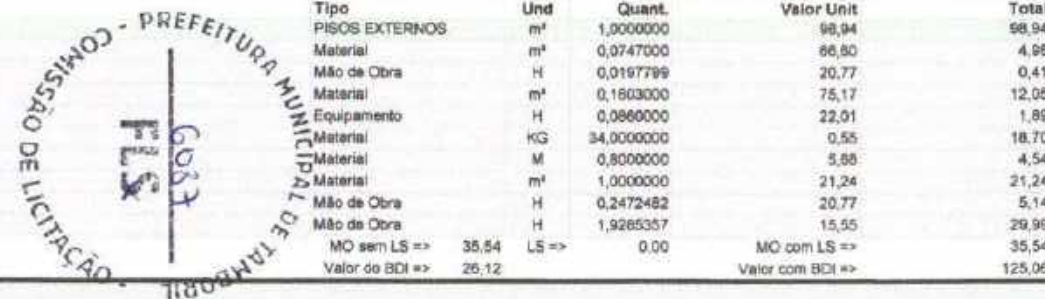 Tipo Und Quant. Valor Unit Total
PISOS EXTERNOS m² 1,0000000 98,94 98,94
Material m³ 0,0747000 66,60 4,98
Mão de Obra H 0,0197799 20,77 0,41
Material m³ 0,1603000 75,17 12,05
Equipamento H 0,0860000 22,01 1,89
Material KG 34,0000000 0,55 18,70
Material M 0,8000000 5,68 4,54
Material m² 1,0000000 21,24 21,24
Mão de Obra H 0,2472482 20,77 5,14
Mão de Obra H 1,9285357 15,55 29,99
MO sem LS => 35,54 LS => 0,00 MO com LS => 35,54
Valor do BDI => 26,12 Valor com BDI => 125,06
COMISSÃO DE LICITAÇÃO - PREFEITURA MUNICIPAL DE TAMBORIL
FLS
6037